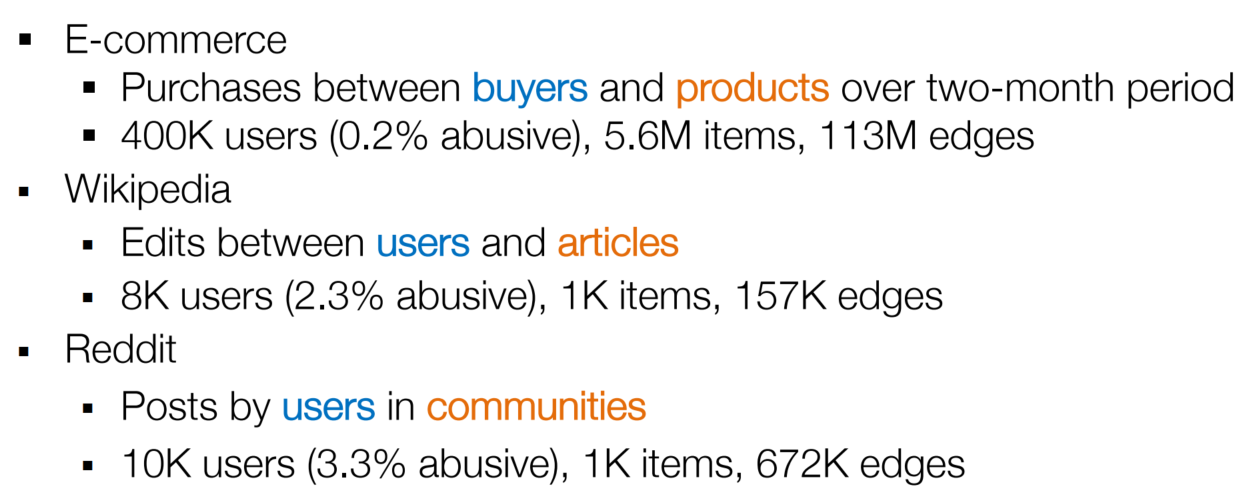 ▪ E-commerce
▪ Purchases between buyers and products over two-month period
▪ 400K users (0.2% abusive), 5.6M items, 113M edges
▪ Wikipedia
▪ Edits between users and articles
▪ 8K users (2.3% abusive), 1K items, 157K edges
▪ Reddit
▪ Posts by users in communities
▪ 10K users (3.3% abusive), 1K items, 672K edges